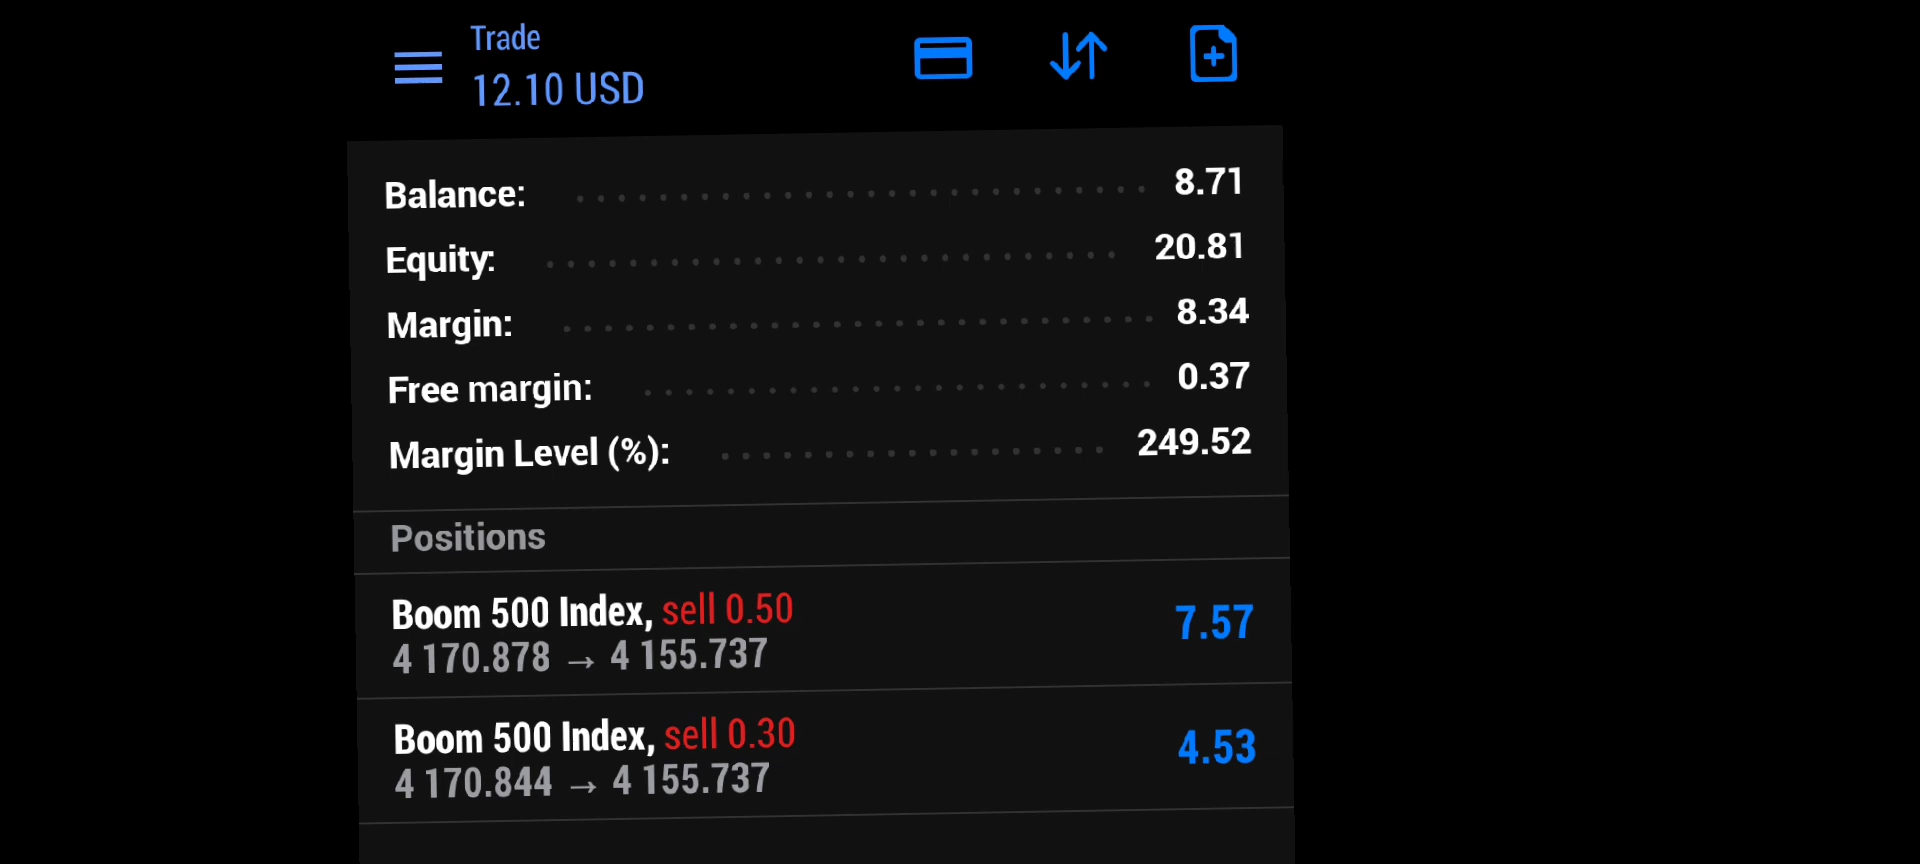 Trade
12.10 USD
Balance: 8.71
Equity: 20.81
Margin: 8.34
Free margin: 0.37
Margin Level (%): 249.52
Positions
Boom 500 Index, sell 0.50
4 170.878 → 4 155.737
7.57
Boom 500 Index, sell 0.30
4 170.844 → 4 155.737
4.53